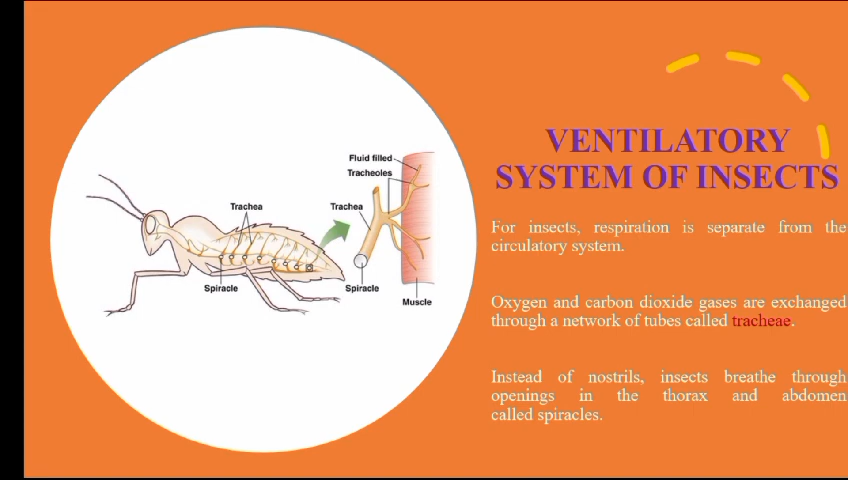 Fluid filled
Tracheoles
Trachea
Trachea
Spiracle
Spiracle
Muscle
VENTILATORY
SYSTEM OF INSECTS
For insects, respiration is separate from the
circulatory system.
Oxygen and carbon dioxide gases are exchanged
through a network of tubes called tracheae.
Instead of nostrils, insects breathe through
openings in the thorax and abdomen
called spiracles.